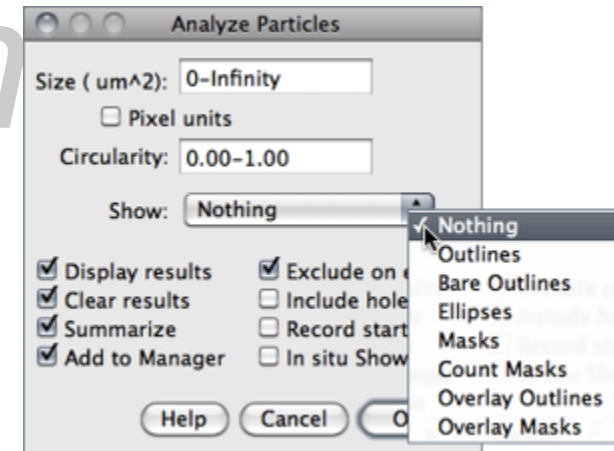 Analyze Particles
Size ( um^2): 0-Infinity
Pixel units
Circularity: 0.00-1.00
Show: Nothing
Nothing
Outlines
Bare Outlines
Ellipses
Masks
Count Masks
Overlay Outlines
Overlay Masks
Display results Exclude on
Clear results Include hole
Summarize Record start
Add to Manager In situ Show
Help Cancel